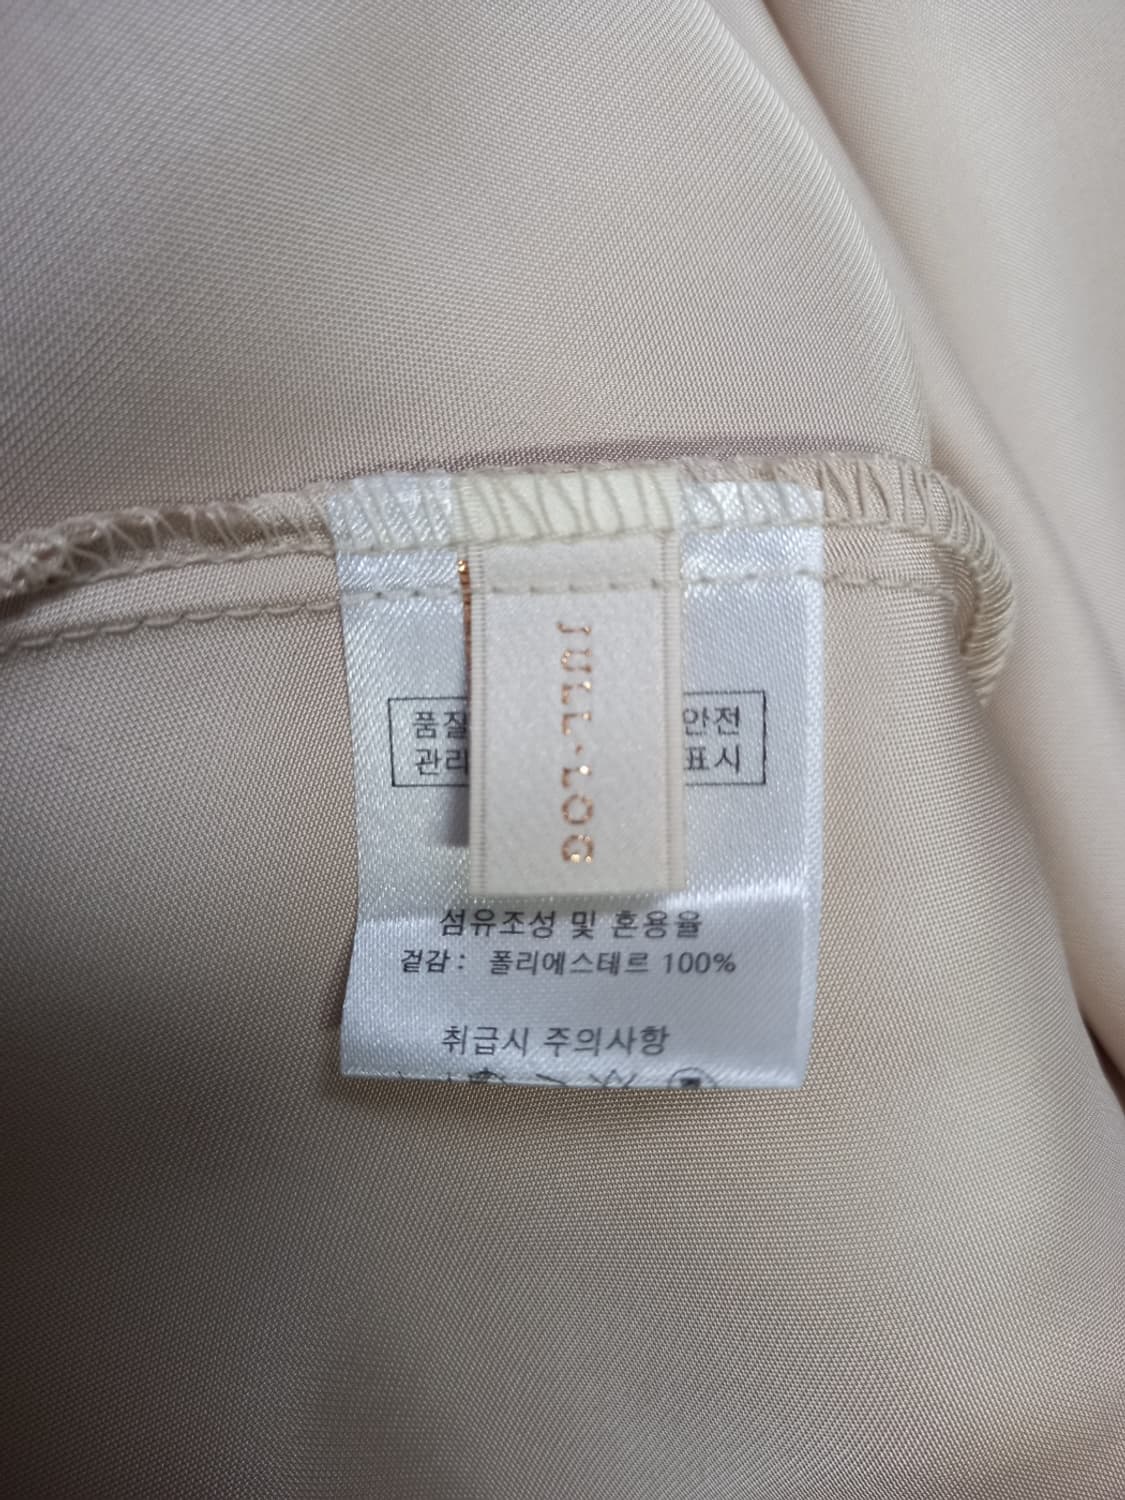 품질 안전
관리 표시
JULL·LOG
섬유조성 및 혼용율
겉감 : 폴리에스테르 100%
취급시 주의사항